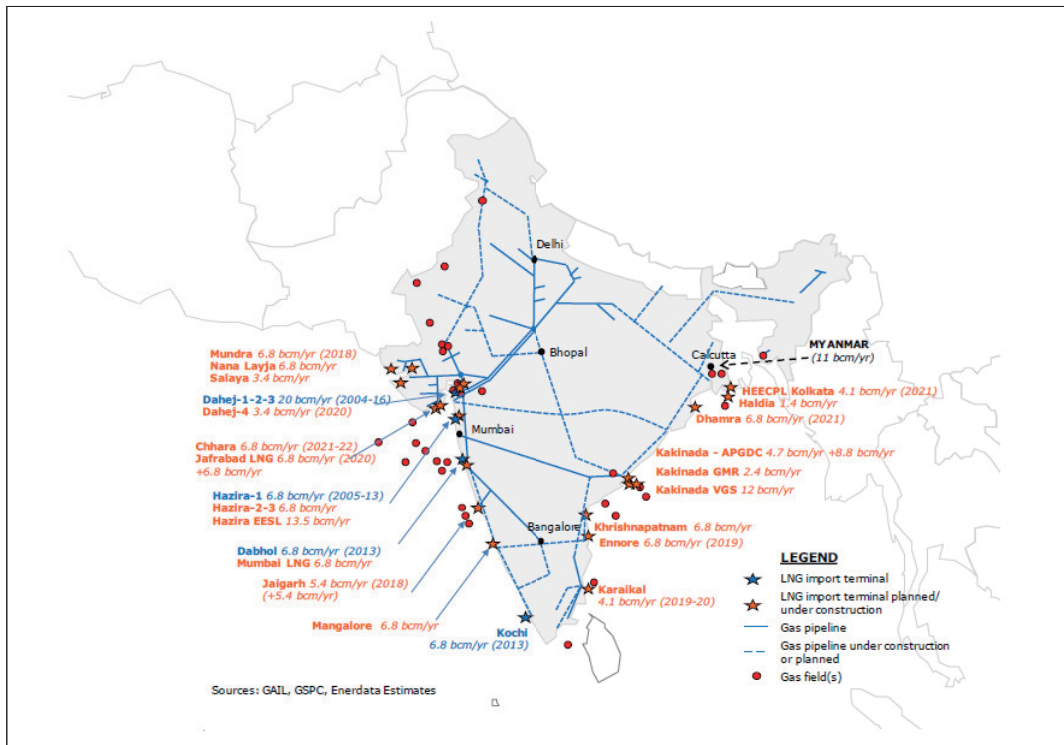 Delhi
Bhopal
Calcutta
MYANMAR
(11 bcm/yr)
Mundra 6.8 bcm/yr (2018)
Nana Layja 6.8 bcm/yr
Salaya 3.4 bcm/yr
Dahej-1-2-3 20 bcm/yr (2004-16)
Dahej-4 3.4 bcm/yr (2020)
HEECPL Kolkata 4.1 bcm/yr (2021)
Haldia 1.4 bcm/yr
Dhamra 6.8 bcm/yr (2021)
Mumbai
Chhara 6.8 bcm/yr (2021-22)
Jafrabad LNG 6.8 bcm/yr (2020)
+6.8 bcm/yr
Kakinada - APGDC 4.7 bcm/yr +8.8 bcm/yr
Kakinada GMR 2.4 bcm/yr
Kakinada VGS 12 bcm/yr
Hazira-1 6.8 bcm/yr (2005-13)
Hazira-2-3 6.8 bcm/yr
Hazira EESL 13.5 bcm/yr
Bangalore
Khrishnapatnam 6.8 bcm/yr
Ennore 6.8 bcm/yr (2019)
Dabhol 6.8 bcm/yr (2013)
Mumbai LNG 6.8 bcm/yr
Jaigarh 5.4 bcm/yr (2018)
(+5.4 bcm/yr)
Karaikal
4.1 bcm/yr (2019-20)
Mangalore 6.8 bcm/yr
Kochi
6.8 bcm/yr (2013)
LEGEND
LNG import terminal
LNG import terminal planned/
under construction
Gas pipeline
Gas pipeline under construction
or planned
Gas field(s)
Sources: GAIL, GSPC, Enerdata Estimates